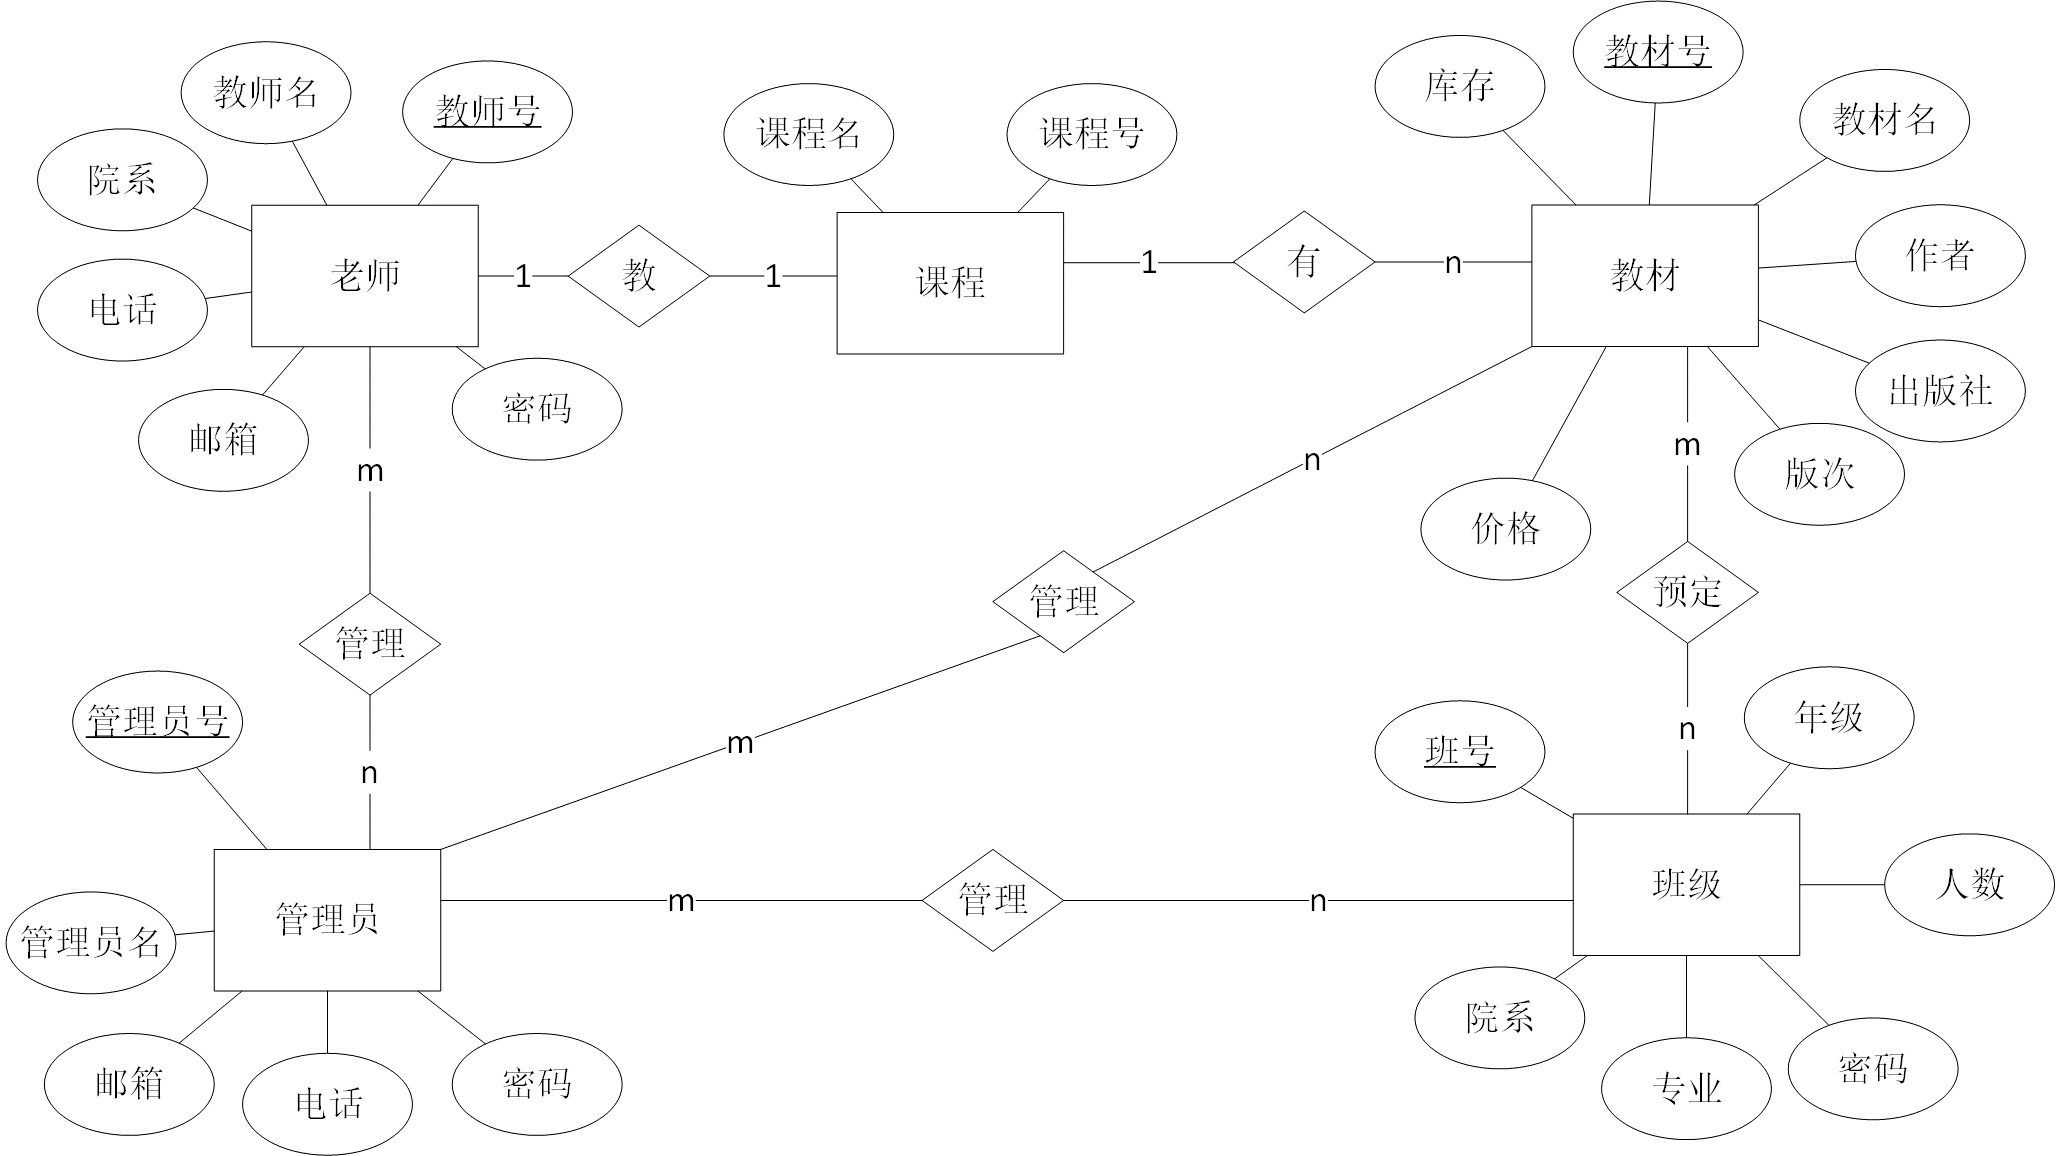 教师名
教师号
院系
电话
邮箱
密码
老师
1
教
1
课程名
课程号
课程
1
有
n
库存
教材号
教材名
作者
出版社
版次
价格
教材
m
管理
n
n
管理
m
m
预定
n
管理员号
管理员名
邮箱
电话
密码
管理员
m
管理
n
班号
年级
人数
班级
院系
专业
密码